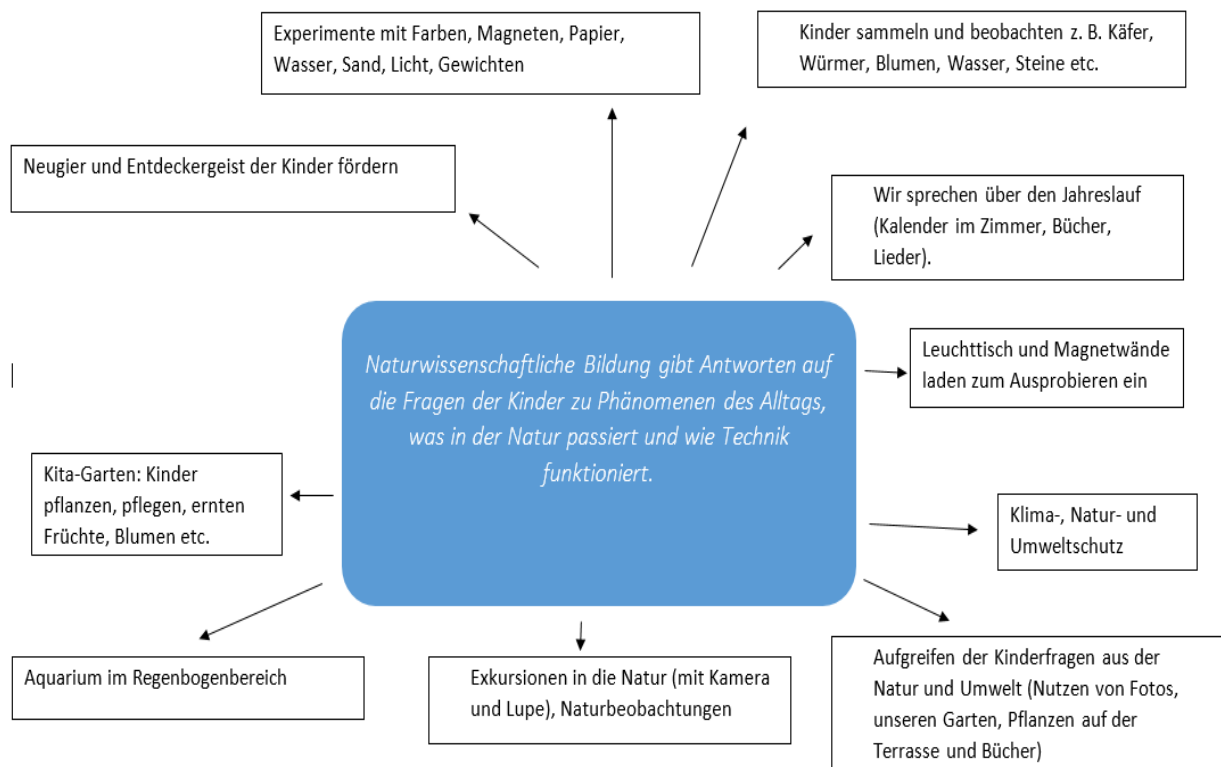 Experimente mit Farben, Magneten, Papier,
Wasser, Sand, Licht, Gewichten
Kinder sammeln und beobachten z. B. Käfer,
Würmer, Blumen, Wasser, Steine etc.
Neugier und Entdeckergeist der Kinder fördern
Wir sprechen über den Jahreslauf
(Kalender im Zimmer, Bücher,
Lieder).
Naturwissenschaftliche Bildung gibt Antworten auf
die Fragen der Kinder zu Phänomenen des Alltags,
was in der Natur passiert und wie Technik
funktioniert.
Leuchttisch und Magnetwände
laden zum Ausprobieren ein
Kita-Garten: Kinder
pflanzen, pflegen, ernten
Früchte, Blumen etc.
Klima-, Natur- und
Umweltschutz
Aquarium im Regenbogenbereich
Exkursionen in die Natur (mit Kamera
und Lupe), Naturbeobachtungen
Aufgreifen der Kinderfragen aus der
Natur und Umwelt (Nutzen von Fotos,
unseren Garten, Pflanzen auf der
Terrasse und Bücher)